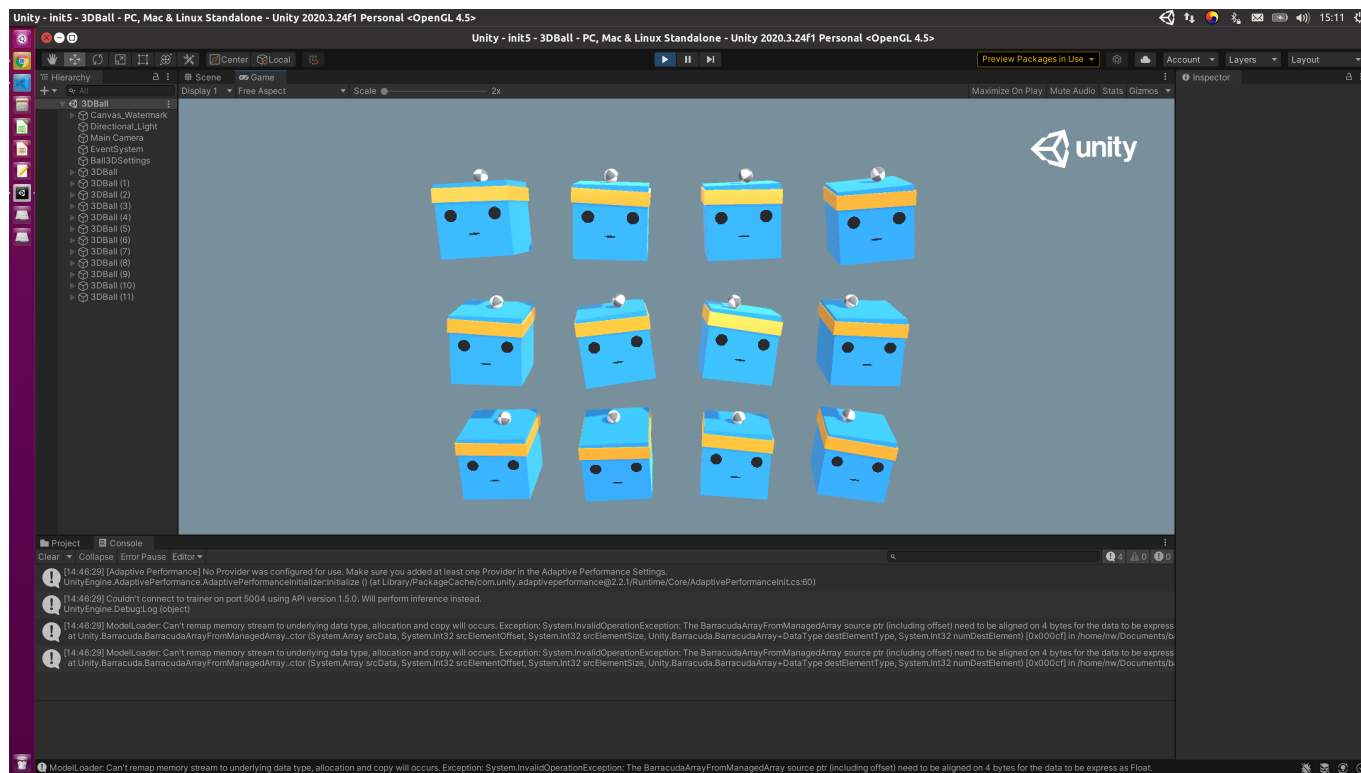 Unity - init5 - 3DBall - PC, Mac & Linux Standalone - Unity 2020.3.24f1 Personal <OpenGL 4.5>
15:11
Unity - init5 - 3DBall - PC, Mac & Linux Standalone - Unity 2020.3.24f1 Personal <OpenGL 4.5>
Center Local
Preview Packages in Use
Account Layers Layout
Hierarchy
Scene Game
Inspector
All
Display 1 Free Aspect Scale 2x
Maximize On Play Mute Audio Stats Gizmos
3DBall
Canvas_Watermark
Directional_Light
Main Camera
EventSystem
Ball3DSettings
3DBall
3DBall (1)
3DBall (2)
3DBall (3)
3DBall (4)
3DBall (5)
3DBall (6)
3DBall (7)
3DBall (8)
3DBall (9)
3DBall (10)
3DBall (11)
unity
Project Console
Clear Collapse Error Pause Editor
4 0 0
[14:46:29] [Adaptive Performance] No Provider was configured for use. Make sure you added at least one Provider in the Adaptive Performance Settings.
UnityEngine.AdaptivePerformance.AdaptivePerformanceInitializer:Initialize () (at Library/PackageCache/com.unity.adaptiveperformance@2.2.1/Runtime/Core/AdaptivePerformanceInit.cs:60)
[14:46:29] Couldn't connect to trainer on port 5004 using API version 1.5.0. Will perform inference instead.
UnityEngine.Debug:Log (object)
[14:46:29] ModelLoader: Can't remap memory stream to underlying data type, allocation and copy will occurs. Exception: System.InvalidOperationException: The BarracudaArrayFromManagedArray source ptr (including offset) need to be aligned on 4 bytes for the data to be express
at Unity.Barracuda.BarracudaArrayFromManagedArray..ctor (System.Array srcData, System.Int32 srcElementOffset, System.Int32 srcElementSize, Unity.Barracuda.BarracudaArray+DataType destElementType, System.Int32 numDestElement) [0x000cf] in /home/nw/Documents/b
[14:46:29] ModelLoader: Can't remap memory stream to underlying data type, allocation and copy will occurs. Exception: System.InvalidOperationException: The BarracudaArrayFromManagedArray source ptr (including offset) need to be aligned on 4 bytes for the data to be express
at Unity.Barracuda.BarracudaArrayFromManagedArray..ctor (System.Array srcData, System.Int32 srcElementOffset, System.Int32 srcElementSize, Unity.Barracuda.BarracudaArray+DataType destElementType, System.Int32 numDestElement) [0x000cf] in /home/nw/Documents/b
ModelLoader: Can't remap memory stream to underlying data type, allocation and copy will occurs. Exception: System.InvalidOperationException: The BarracudaArrayFromManagedArray source ptr (including offset) need to be aligned on 4 bytes for the data to be express as Float.